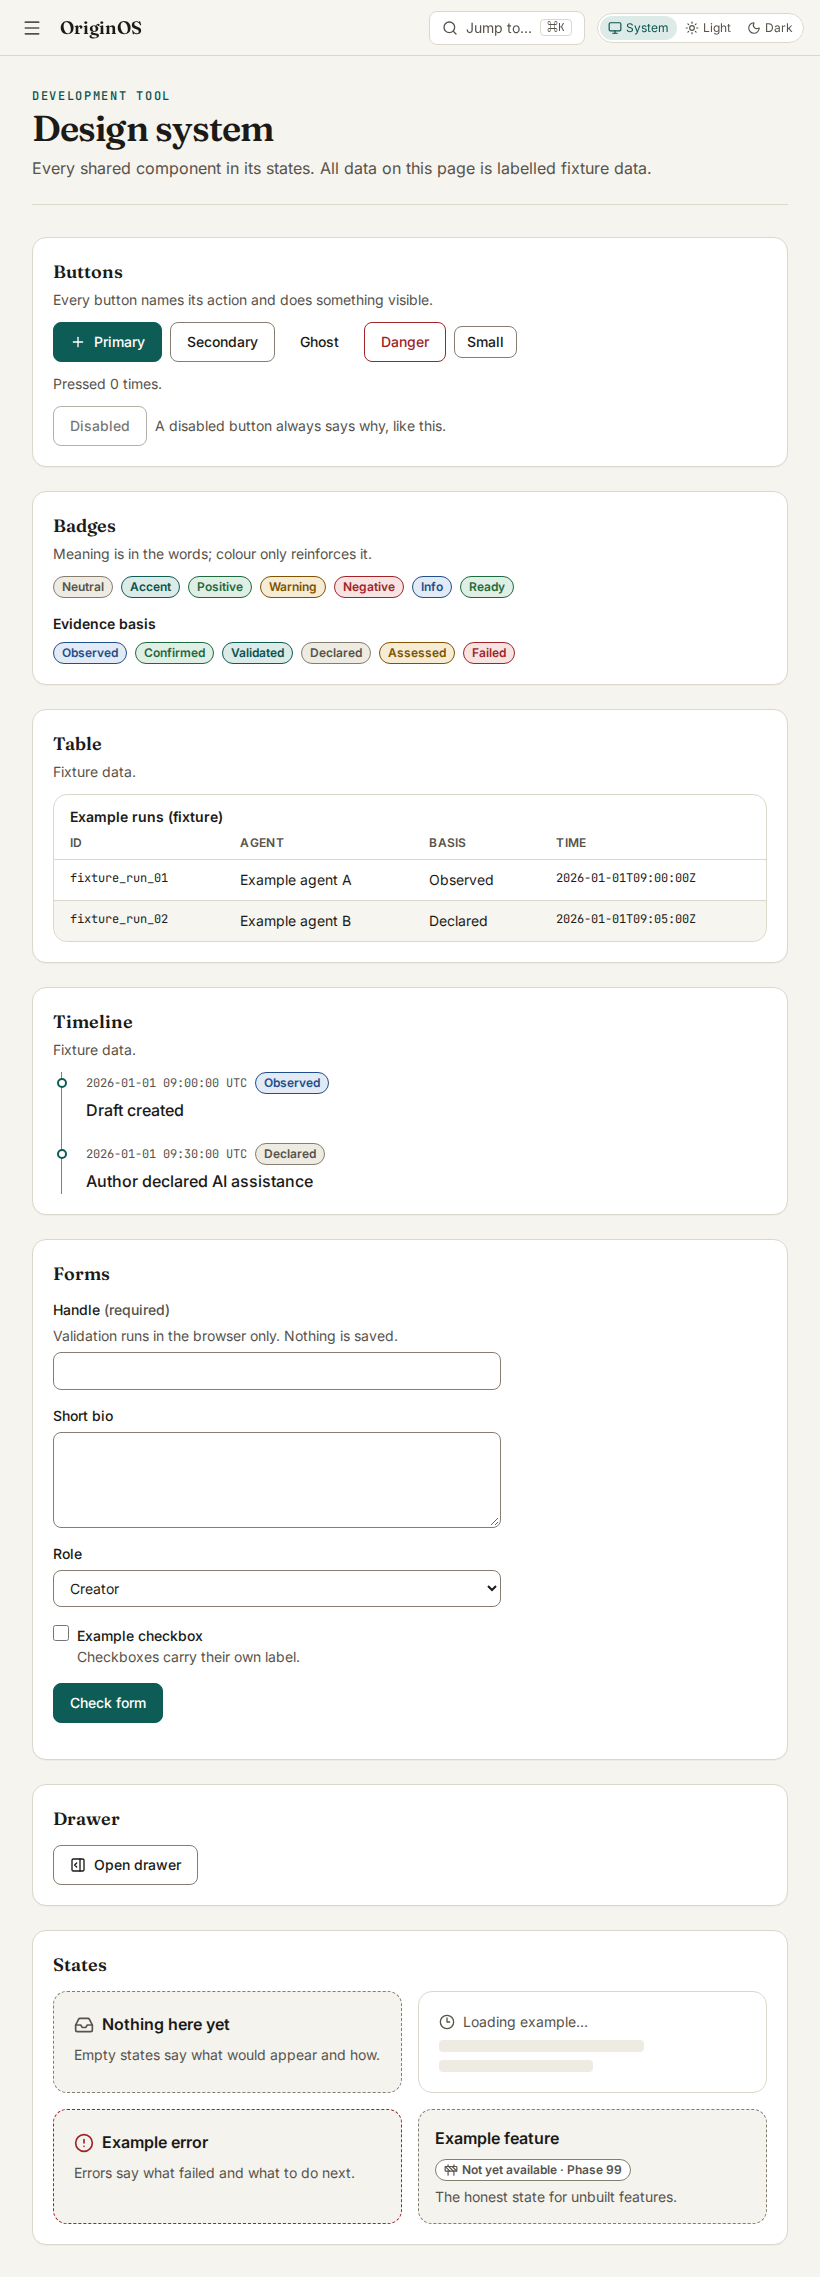 OriginOS
Jump to... ⌘K
System Light Dark
DEVELOPMENT TOOL
Design system
Every shared component in its states. All data on this page is labelled fixture data.
Buttons
Every button names its action and does something visible.
Primary Secondary Ghost Danger Small
Pressed 0 times.
Disabled A disabled button always says why, like this.
Badges
Meaning is in the words; colour only reinforces it.
Neutral Accent Positive Warning Negative Info Ready
Evidence basis
Observed Confirmed Validated Declared Assessed Failed
Table
Fixture data.
Example runs (fixture)
ID AGENT BASIS TIME
fixture_run_01 Example agent A Observed 2026-01-01T09:00:00Z
fixture_run_02 Example agent B Declared 2026-01-01T09:05:00Z
Timeline
Fixture data.
2026-01-01 09:00:00 UTC Observed
Draft created
2026-01-01 09:30:00 UTC Declared
Author declared AI assistance
Forms
Handle (required)
Validation runs in the browser only. Nothing is saved.
Short bio
Role
Creator
Example checkbox
Checkboxes carry their own label.
Check form
Drawer
Open drawer
States
Nothing here yet
Empty states say what would appear and how.
Loading example...
Example error
Errors say what failed and what to do next.
Example feature
Not yet available · Phase 99
The honest state for unbuilt features.